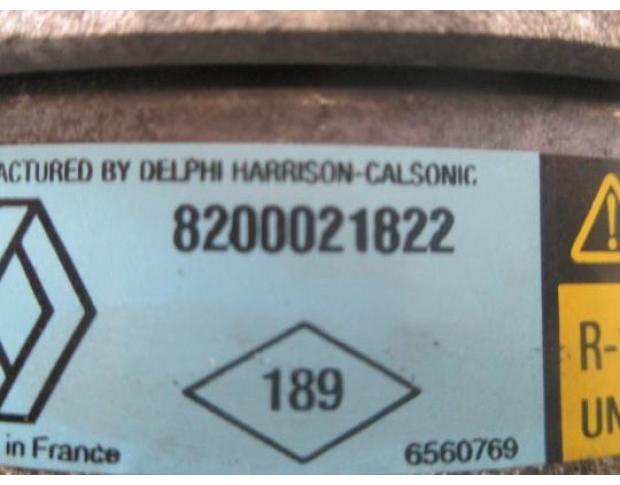 ACTURED BY DELPHI HARRISON-CALSONIC
8200021822
189
R-
UN
in France
6560769